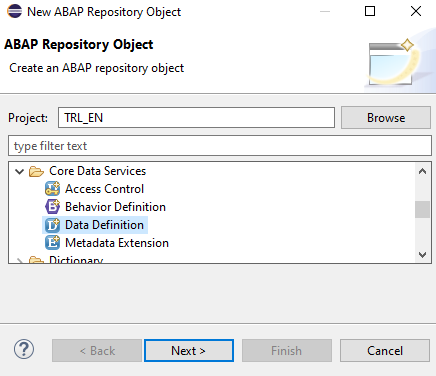 New ABAP Repository Object
ABAP Repository Object
Create an ABAP repository object
Project: TRL_EN Browse
type filter text
Core Data Services
Access Control
Behavior Definition
Data Definition
Metadata Extension
Dictionary
? < Back Next > Finish Cancel